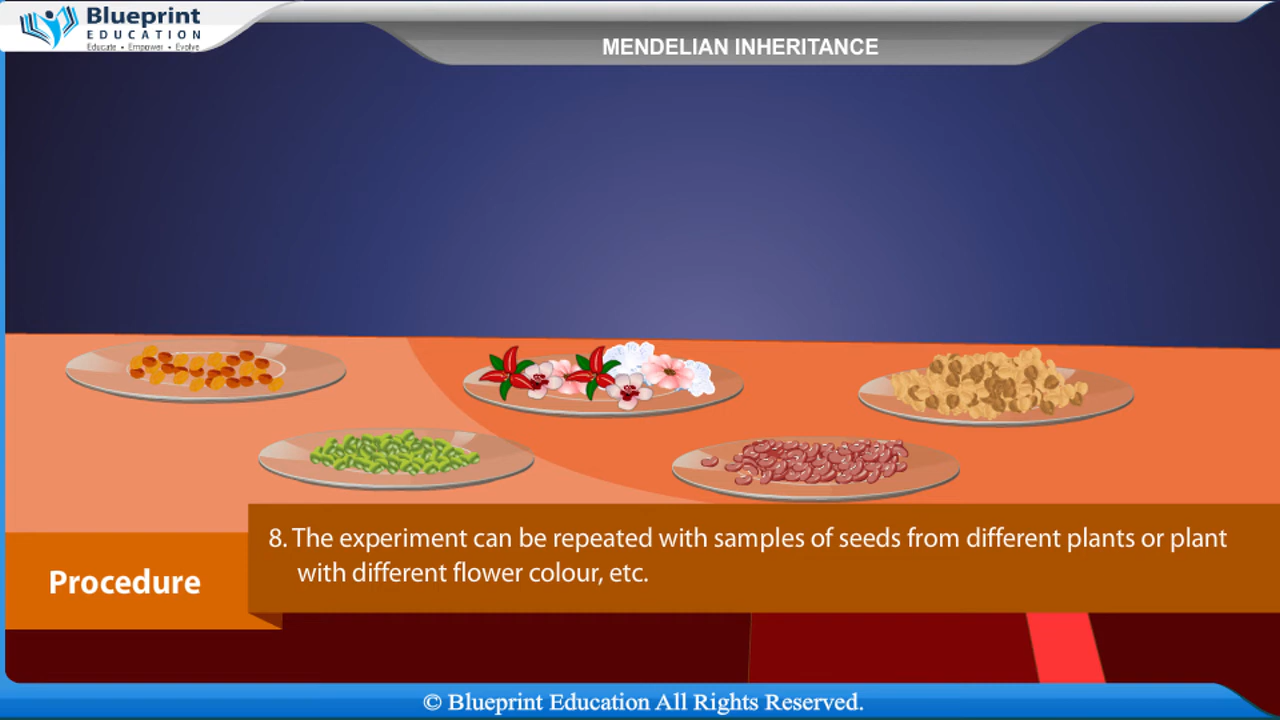 Blueprint
EDUCATION
Educate • Empower • Evolve
MENDELIAN INHERITANCE
8. The experiment can be repeated with samples of seeds from different plants or plant
with different flower colour, etc.
Procedure
© Blueprint Education All Rights Reserved.